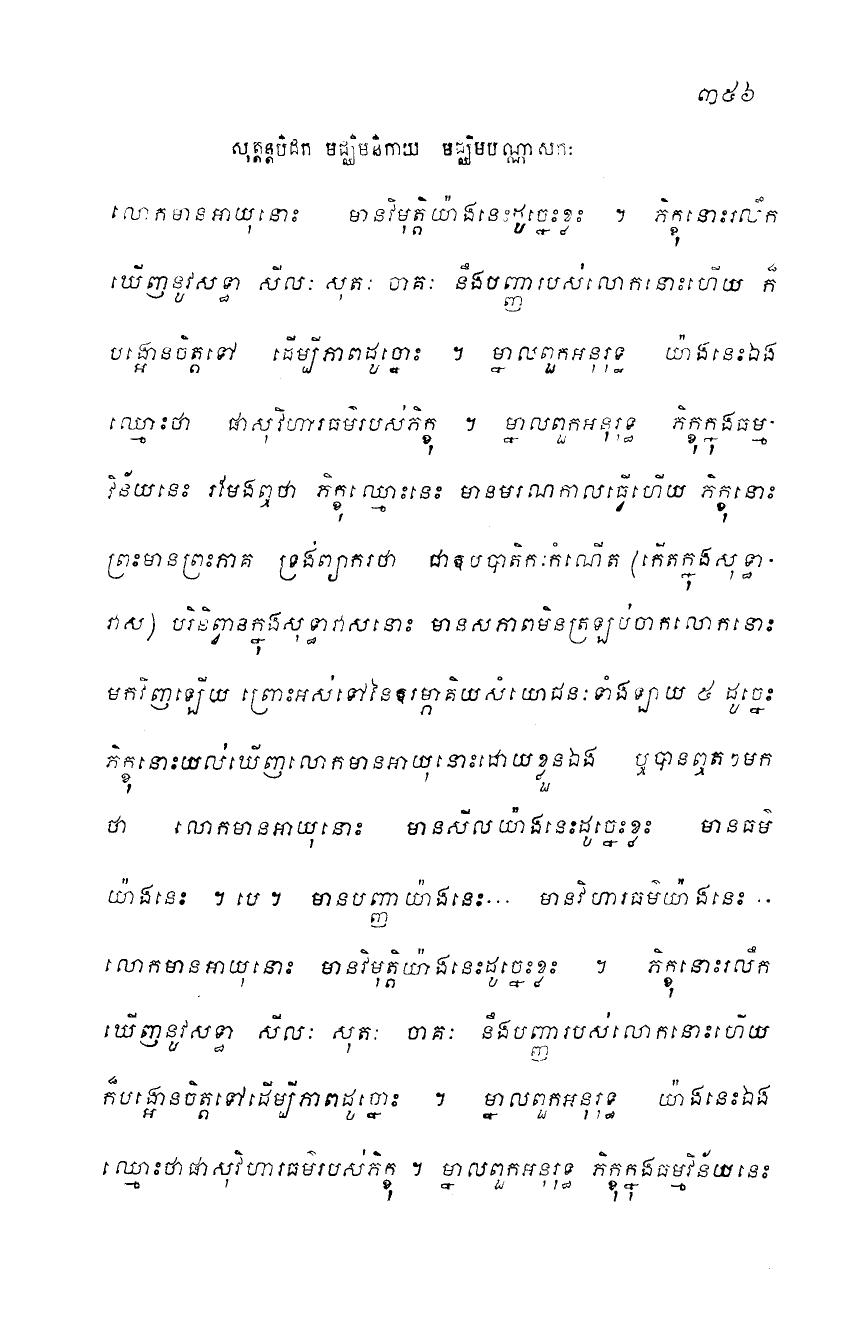 ៣៥៦
សុត្តន្តបិដក មជ្ឈិមនិកាយ មជ្ឈិមបណ្ណាសកៈ
លោកមានអាយុនោះ មានវិមុត្តិយ៉ាងនេះដូច្នេះខ្លះ ។ ភិក្ខុនោះរលឹក
ឃើញនូវសទ្ធា សីលៈ សុតៈ ចាគៈ នឹងបញ្ញារបស់លោកនោះហើយ ក៏
បង្អោនចិត្តទៅ ដើម្បីភាពដូច្នោះ ។ ម្នាលពួកអនុរុទ្ធ យ៉ាងនេះឯង
ឈ្មោះថា ផាសុវិហារធម៌របស់ភិក្ខុ ។ ម្នាលពួកអនុរុទ្ធ ភិក្ខុក្នុងធម្ម-
វិន័យនេះ រមែងឮថា ភិក្ខុឈ្មោះនេះ មានមរណកាលធ្វើហើយ ភិក្ខុនោះ
ព្រះមានព្រះភាគ ទ្រង់ព្យាករថា ជាឧបបាតិកៈកំណើត (កើតក្នុងសុទ្ធា-
វាស) បរិនិព្វានក្នុងសុទ្ធាវាសនោះ មានសភាពមិនត្រឡប់ចាកលោកនោះ
មកវិញឡើយ ព្រោះអស់ទៅនៃឧរម្ភាគិយសំយោជនៈទាំងឡាយ ៥ ដូច្នេះ
ភិក្ខុនោះយល់ឃើញលោកមានអាយុនោះដោយខ្លួនឯង ឬបានឮតៗមក
ថា លោកមានអាយុនោះ មានសីលយ៉ាងនេះដូច្នេះខ្លះ មានធម៌
យ៉ាងនេះ ។ បេ ។ មានបញ្ញាយ៉ាងនេះ... មានវិហារធម៌យ៉ាងនេះ ..
លោកមានអាយុនោះ មានវិមុត្តិយ៉ាងនេះដូច្នេះខ្លះ ។ ភិក្ខុនោះរលឹក
ឃើញនូវសទ្ធា សីលៈ សុតៈ ចាគៈ នឹងបញ្ញារបស់លោកនោះហើយ
ក៏បង្អោនចិត្តទៅដើម្បីភាពដូច្នោះ ។ ម្នាលពួកអនុរុទ្ធ យ៉ាងនេះឯង
ឈ្មោះថាផាសុវិហារធម៌របស់ភិក្ខុ ។ ម្នាលពួកអនុរុទ្ធ ភិក្ខុក្នុងធម្មវិន័យនេះ